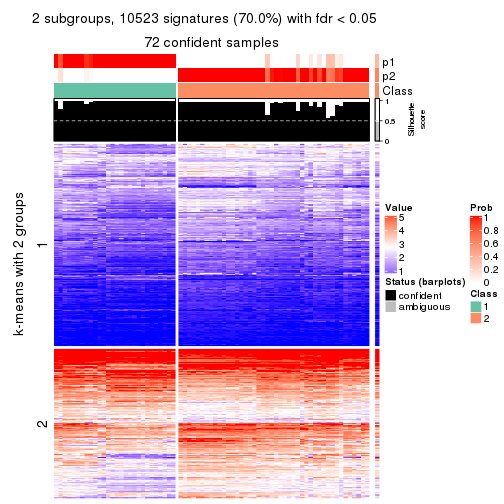 2 subgroups, 10523 signatures (70.0%) with fdr < 0.05
72 confident samples
p1
p2
Class
1
0.5
0
Silhouette
score
k-means with 2 groups
1
2
Value
5
4
3
2
1
Status (barplots)
confident
ambiguous
Prob
1
0.8
0.6
0.4
0.2
0
Class
1
2